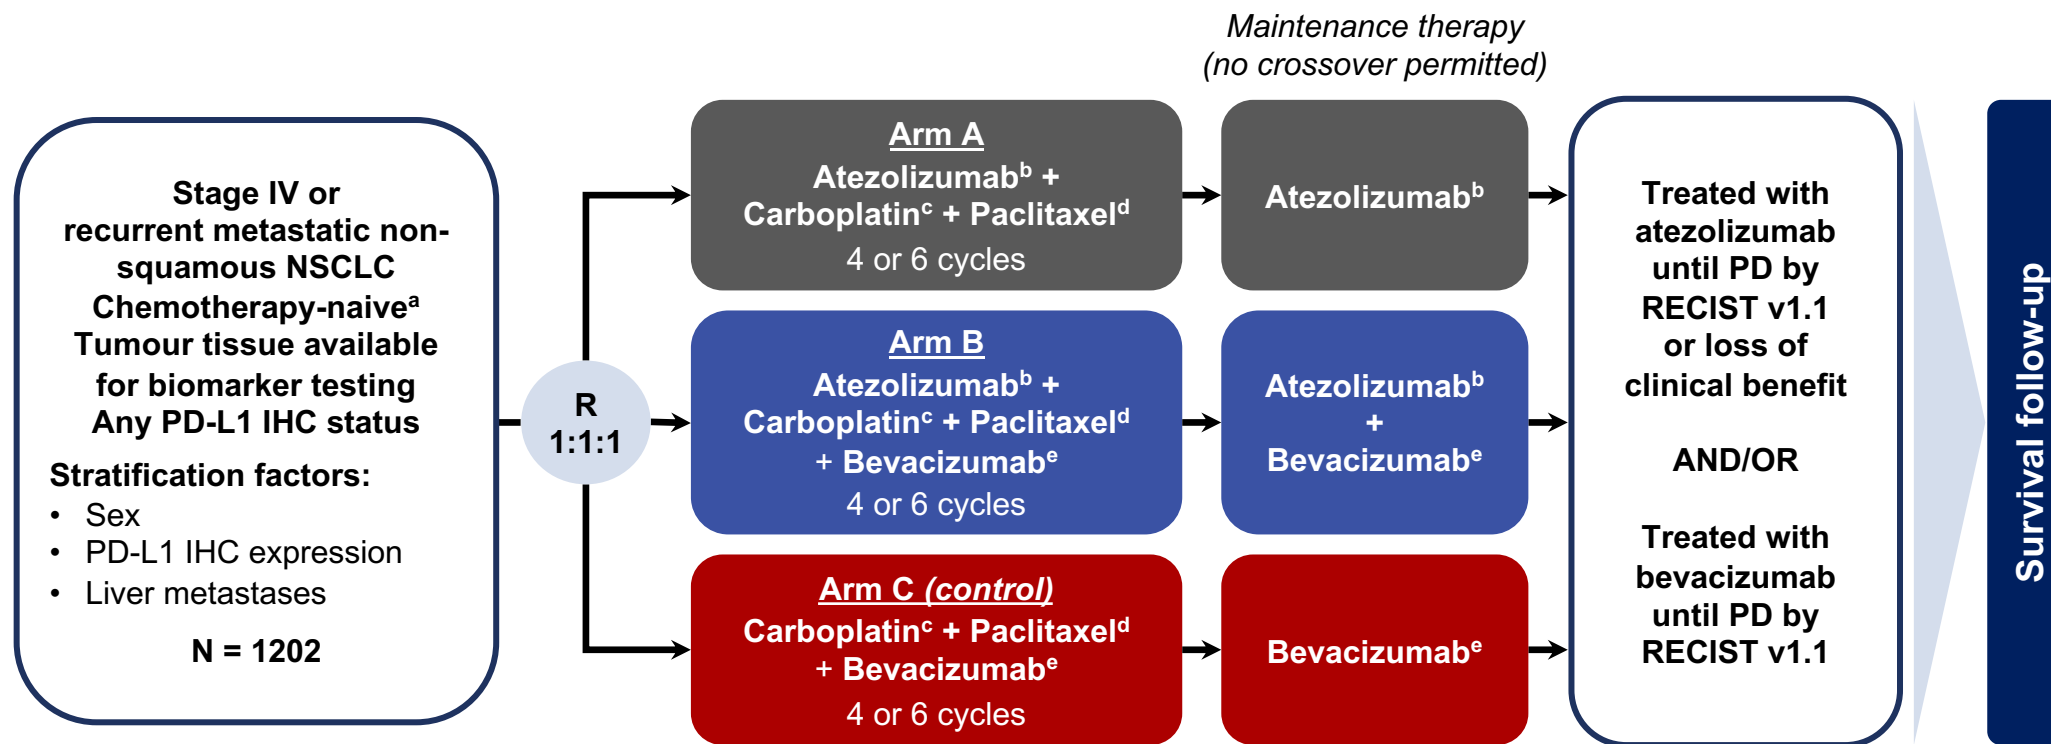 Maintenance therapy
(no crossover permitted)
Stage IV or
recurrent metastatic non-
squamous NSCLC
Chemotherapy-naiveᵃ
Tumour tissue available
for biomarker testing
Any PD-L1 IHC status
Stratification factors:
• Sex
• PD-L1 IHC expression
• Liver metastases
N = 1202
R
1:1:1
Arm A
Atezolizumabᵇ +
Carboplatinᶜ + Paclitaxelᵈ
4 or 6 cycles
Atezolizumabᵇ
Arm B
Atezolizumabᵇ +
Carboplatinᶜ + Paclitaxelᵈ
+ Bevacizumabᵉ
4 or 6 cycles
Atezolizumabᵇ
+
Bevacizumabᵉ
Arm C (control)
Carboplatinᶜ + Paclitaxelᵈ
+ Bevacizumabᵉ
4 or 6 cycles
Bevacizumabᵉ
Treated with
atezolizumab
until PD by
RECIST v1.1
or loss of
clinical benefit
AND/OR
Treated with
bevacizumab
until PD by
RECIST v1.1
Survival follow-up